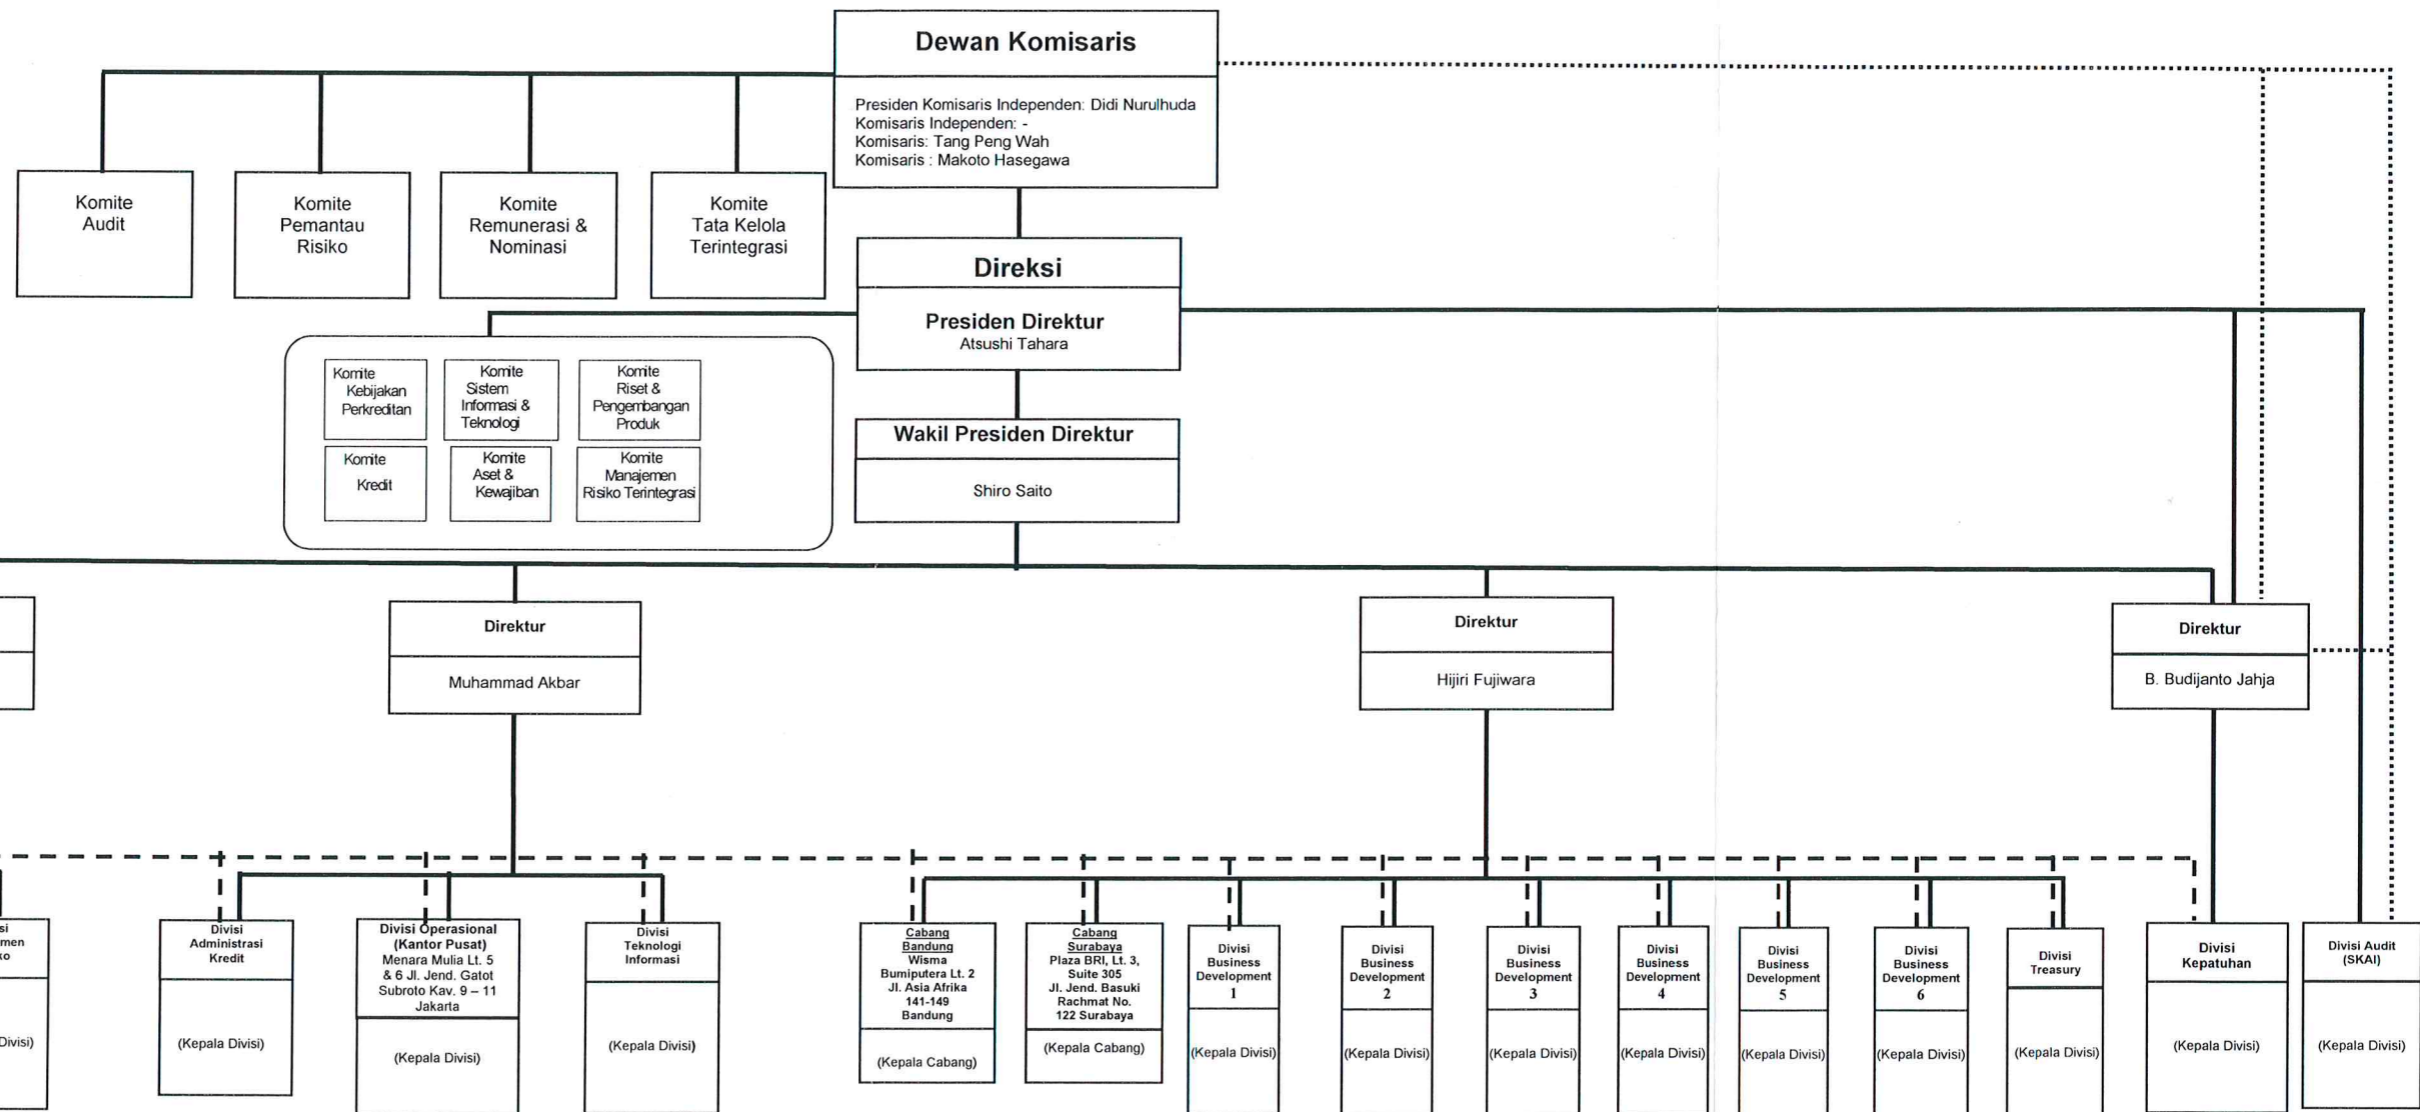 Dewan Komisaris
Presiden Komisaris Independen: Didi Nurulhuda
Komisaris Independen: -
Komisaris: Tang Peng Wah
Komisaris : Makoto Hasegawa
Komite
Audit
Komite
Pemantau
Risiko
Komite
Remunerasi &
Nominasi
Komite
Tata Kelola
Terintegrasi
Direksi
Presiden Direktur
Atsushi Tahara
Komite
Kebijakan
Perkreditan
Komite
Sistem
Informasi &
Teknologi
Komite
Riset &
Pengembangan
Produk
Komite
Kredit
Komite
Aset &
Kewajiban
Komite
Manajemen
Risiko Terintegrasi
Wakil Presiden Direktur
Shiro Saito
Direktur
Muhammad Akbar
Direktur
Hijiri Fujiwara
Direktur
B. Budijanto Jahja
si
men
ko
Divisi)
Divisi
Administrasi
Kredit
(Kepala Divisi)
Divisi Operasional
(Kantor Pusat)
Menara Mulia Lt. 5
& 6 Jl. Jend. Gatot
Subroto Kav. 9 – 11
Jakarta
(Kepala Divisi)
Divisi
Teknologi
Informasi
(Kepala Divisi)
Cabang
Bandung
Wisma
Bumiputera Lt. 2
Jl. Asia Afrika
141-149
Bandung
(Kepala Cabang)
Cabang
Surabaya
Plaza BRI, Lt. 3,
Suite 305
Jl. Jend. Basuki
Rachmat No.
122 Surabaya
(Kepala Cabang)
Divisi
Business
Development
1
(Kepala Divisi)
Divisi
Business
Development
2
(Kepala Divisi)
Divisi
Business
Development
3
(Kepala Divisi)
Divisi
Business
Development
4
(Kepala Divisi)
Divisi
Business
Development
5
(Kepala Divisi)
Divisi
Business
Development
6
(Kepala Divisi)
Divisi
Treasury
(Kepala Divisi)
Divisi
Kepatuhan
(Kepala Divisi)
Divisi Audit
(SKAI)
(Kepala Divisi)